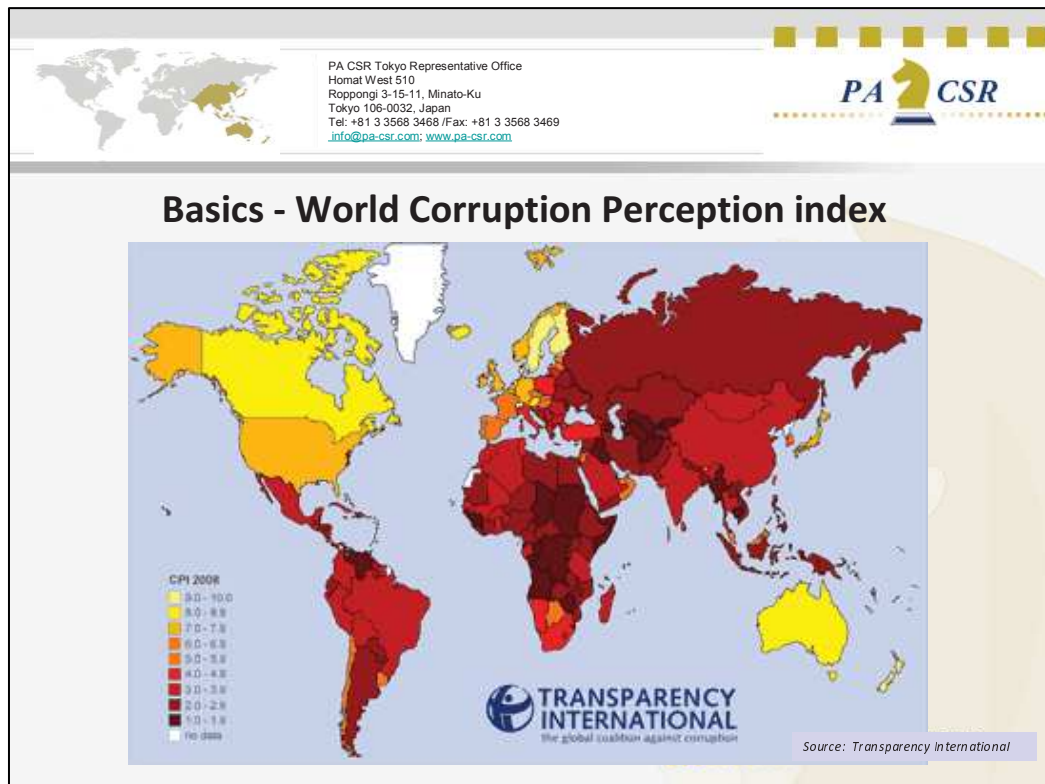 PA CSR Tokyo Representative Office
Homat West 510
Roppongi 3-15-11, Minato-Ku
Tokyo 106-0032, Japan
Tel: +81 3 3568 3468 /Fax: +81 3 3568 3469
info@pa-csr.com; www.pa-csr.com
PA CSR
Basics - World Corruption Perception index
CPI 2008
9.0 - 10.0
8.0 - 8.9
7.0 - 7.9
6.0 - 6.9
5.0 - 5.9
4.0 - 4.9
3.0 - 3.9
2.0 - 2.9
1.0 - 1.9
no data
TRANSPARENCY
INTERNATIONAL
the global coalition against corruption
Source: Transparency International